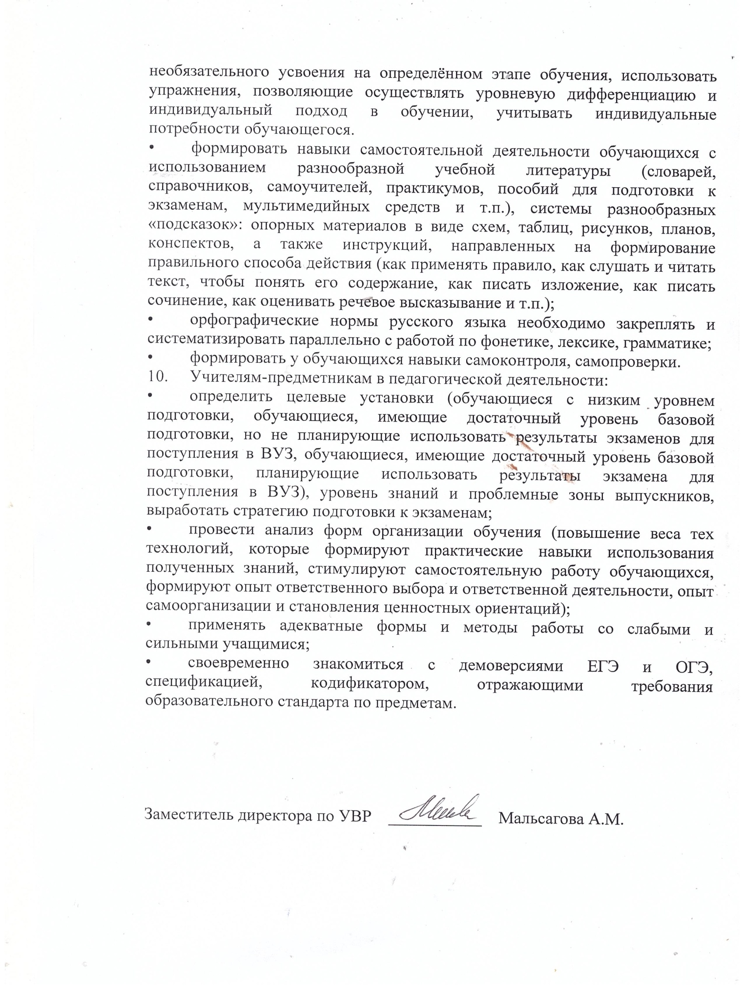 необязательного усвоения на определённом этапе обучения, использовать
упражнения, позволяющие осуществлять уровневую дифференциацию и
индивидуальный подход в обучении, учитывать индивидуальные
потребности обучающегося.
• формировать навыки самостоятельной деятельности обучающихся с
использованием разнообразной учебной литературы (словарей,
справочников, самоучителей, практикумов, пособий для подготовки к
экзаменам, мультимедийных средств и т.п.), системы разнообразных
«подсказок»: опорных материалов в виде схем, таблиц, рисунков, планов,
конспектов, а также инструкций, направленных на формирование
правильного способа действия (как применять правило, как слушать и читать
текст, чтобы понять его содержание, как писать изложение, как писать
сочинение, как оценивать речевое высказывание и т.п.);
• орфографические нормы русского языка необходимо закреплять и
систематизировать параллельно с работой по фонетике, лексике, грамматике;
• формировать у обучающихся навыки самоконтроля, самопроверки.
10. Учителям-предметникам в педагогической деятельности:
• определить целевые установки (обучающиеся с низким уровнем
подготовки, обучающиеся, имеющие достаточный уровень базовой
подготовки, но не планирующие использовать результаты экзаменов для
поступления в ВУЗ, обучающиеся, имеющие достаточный уровень базовой
подготовки, планирующие использовать результаты экзамена для
поступления в ВУЗ), уровень знаний и проблемные зоны выпускников,
выработать стратегию подготовки к экзаменам;
• провести анализ форм организации обучения (повышение веса тех
технологий, которые формируют практические навыки использования
полученных знаний, стимулируют самостоятельную работу обучающихся,
формируют опыт ответственного выбора и ответственной деятельности, опыт
самоорганизации и становления ценностных ориентаций);
• применять адекватные формы и методы работы со слабыми и
сильными учащимися;
• своевременно знакомиться с демоверсиями ЕГЭ и ОГЭ,
спецификацией, кодификатором, отражающими требования
образовательного стандарта по предметам.
Заместитель директора по УВР Мальсагова А.М.